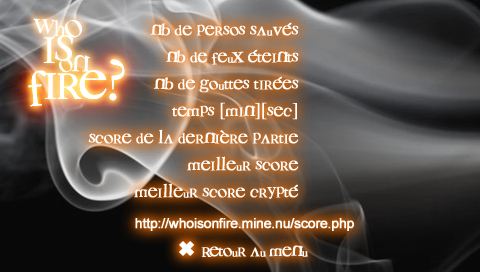 Who
Is
on
fire?
nb de persos sauvés
nb de feux éteints
nb de gouttes tirées
temps [min][sec]
score de la dernière partie
meilleur score
meilleur score crypté
http://whoisonfire.mine.nu/score.php
✖ Retour au menu